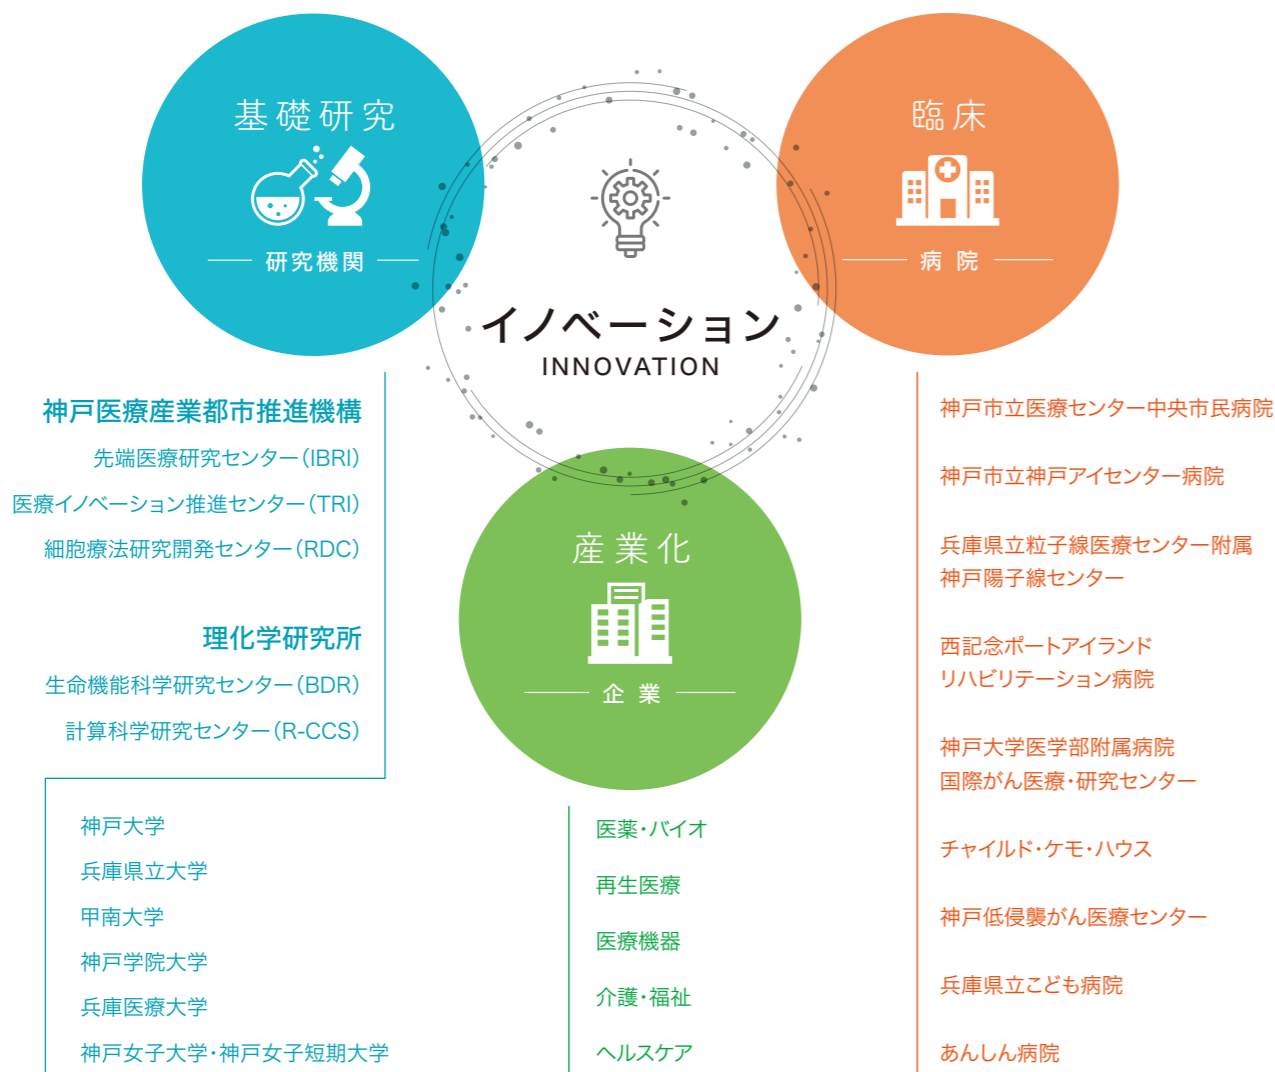 基礎研究
研究機関
臨床
病院
イノベーション
INNOVATION
産業化
企業
神戸医療産業都市推進機構
先端医療研究センター（IBRI）
医療イノベーション推進センター（TRI）
細胞療法研究開発センター（RDC）
理化学研究所
生命機能科学研究センター（BDR）
計算科学研究センター（R-CCS）
神戸大学
兵庫県立大学
甲南大学
神戸学院大学
兵庫医療大学
神戸女子大学・神戸女子短期大学
医薬・バイオ
再生医療
医療機器
介護・福祉
ヘルスケア
神戸市立医療センター中央市民病院
神戸市立神戸アイセンター病院
兵庫県立粒子線医療センター附属
神戸陽子線センター
西記念ポートアイランド
リハビリテーション病院
神戸大学医学部附属病院
国際がん医療・研究センター
チャイルド・ケモ・ハウス
神戸低侵襲がん医療センター
兵庫県立こども病院
あんしん病院